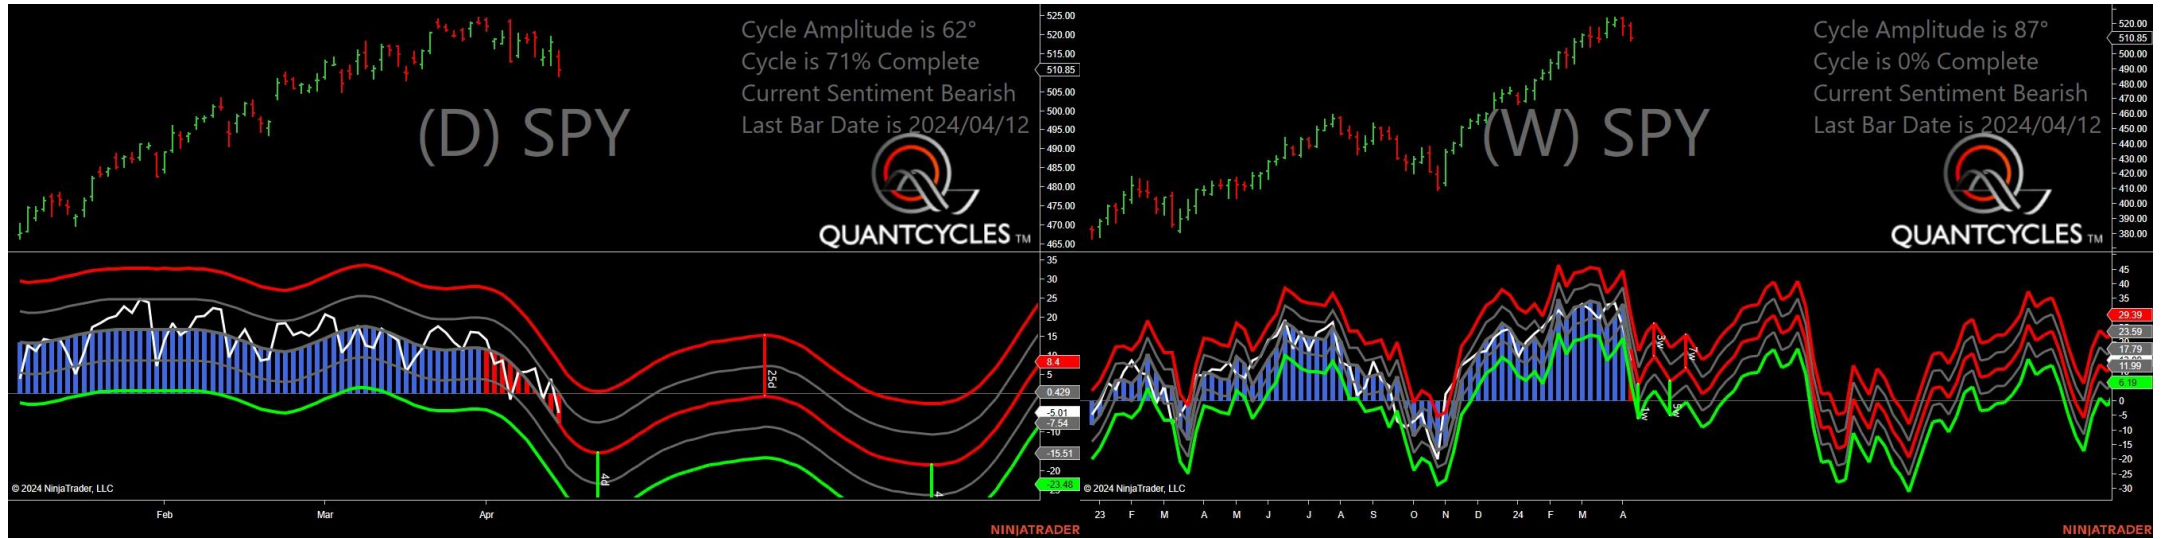 Cycle Amplitude is 62°
Cycle is 71% Complete
Current Sentiment Bearish
Last Bar Date is 2024/04/12
(D) SPY
QUANTCYCLES TM
525.00
520.00
515.00
510.85
505.00
500.00
495.00
490.00
485.00
480.00
475.00
470.00
465.00
35
30
25
20
15
8.4
5
0.429
-5.01
-7.54
-10
-15.51
-20
-23.48
25d
4d
4
© 2024 NinjaTrader, LLC
Feb
Mar
Apr
NINJATRADER
Cycle Amplitude is 87°
Cycle is 0% Complete
Current Sentiment Bearish
Last Bar Date is 2024/04/12
(W) SPY
QUANTCYCLES TM
520.00
510.85
500.00
490.00
480.00
470.00
460.00
450.00
440.00
430.00
420.00
410.00
400.00
390.00
380.00
45
40
35
29.39
23.59
17.79
11.99
6.19
0
-5
-10
-15
-20
-25
-30
3w
7w
1w
© 2024 NinjaTrader, LLC
23
F
M
A
M
J
J
A
S
O
N
D
24
F
M
A
NINJATRADER